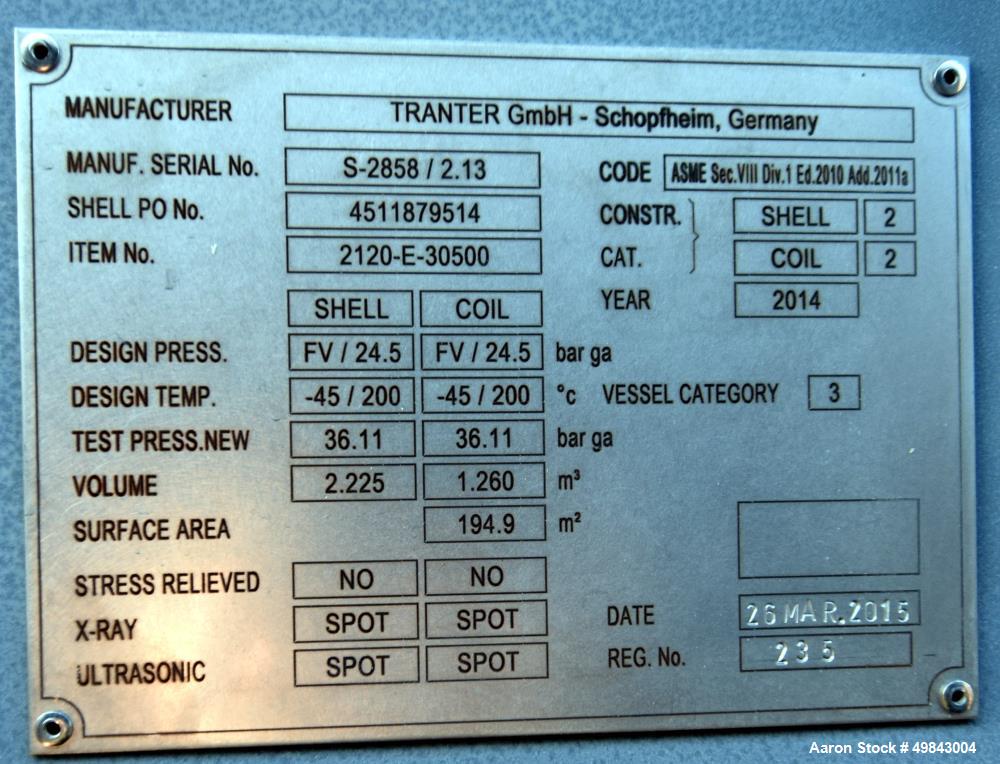 MANUFACTURER TRANTER GmbH - Schopfheim, Germany
MANUF. SERIAL No. S-2858 / 2.13 CODE ASME Sec.VIII Div.1 Ed.2010 Add.2011a
SHELL PO No. 4511879514 CONSTR. SHELL 2
ITEM No. 2120-E-30500 CAT. COIL 2
SHELL COIL YEAR 2014
DESIGN PRESS. FV / 24.5 FV / 24.5 bar ga
DESIGN TEMP. -45 / 200 -45 / 200 °c VESSEL CATEGORY 3
TEST PRESS.NEW 36.11 36.11 bar ga
VOLUME 2.225 1.260 m³
SURFACE AREA 194.9 m²
STRESS RELIEVED NO NO
X-RAY SPOT SPOT DATE 26 MAR.2015
ULTRASONIC SPOT SPOT REG. No. 235
Aaron Stock # 49843004